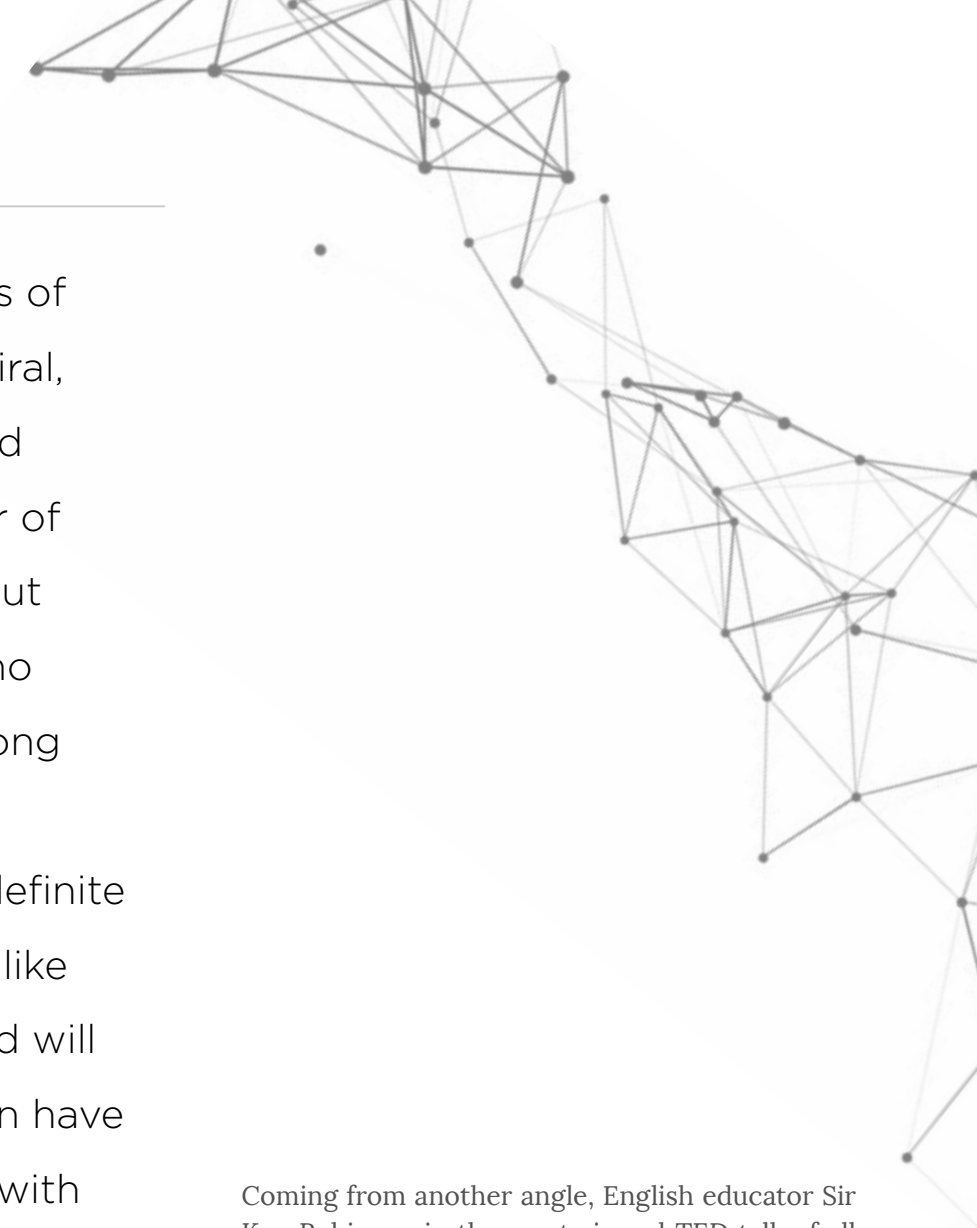 s of
iral,
d
r of
ut
no
ong
definite
like
d will
n have
with
Coming from another angle, English educator Sir